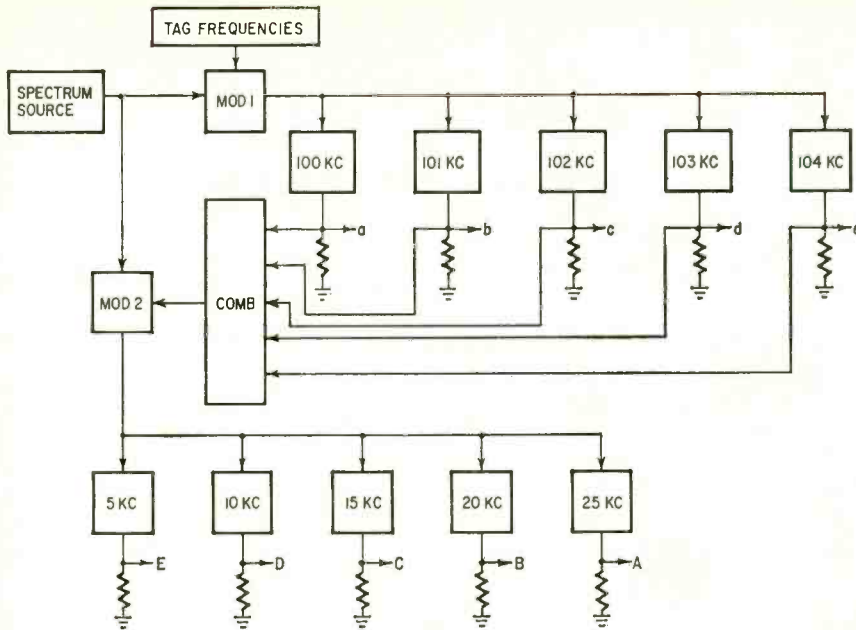 TAG FREQUENCIES
SPECTRUM
SOURCE
MOD 1
100 KC
101 KC
102 KC
103 KC
104 KC
a
b
c
d
e
MOD 2
COMB
5 KC
10 KC
15 KC
20 KC
25 KC
E
D
C
B
A